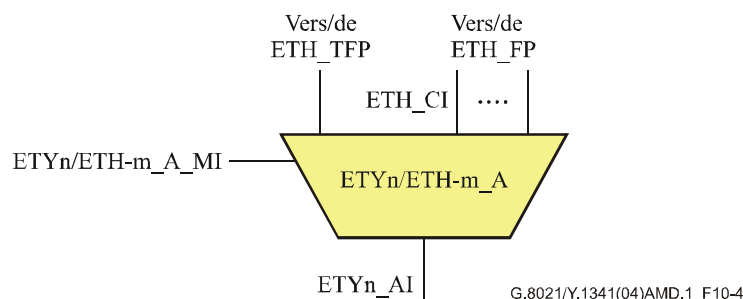 Vers/de
ETH_TFP
Vers/de
ETH_FP
ETH_CI
....
ETYn/ETH-m_A_MI
ETYn/ETH-m_A
ETYn_AI
G.8021/Y.1341(04)AMD.1_F10-4